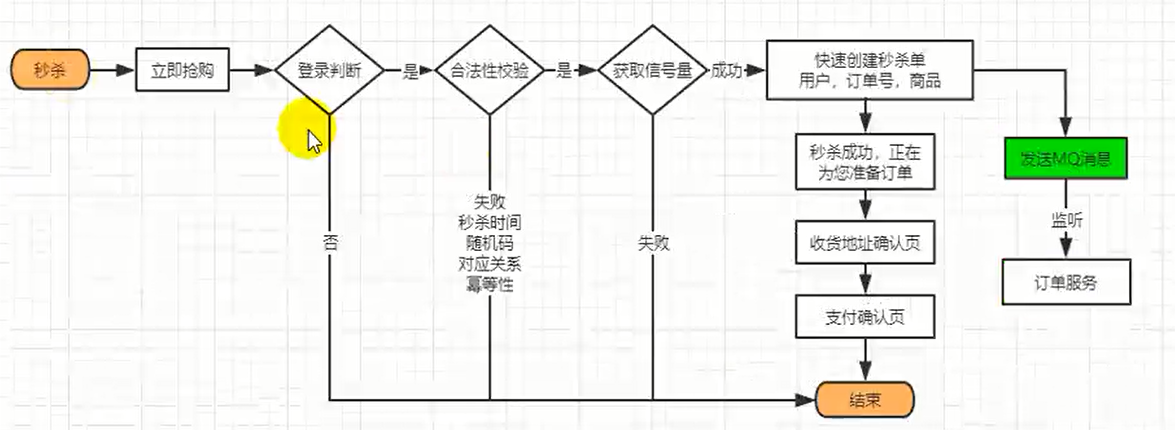 秒杀
立即抢购
登录判断
是
合法性校验
是
获取信号量
成功
快速创建秒杀单
用户，订单号，商品
秒杀成功，正在
为您准备订单
发送MQ消息
失败
秒杀时间
随机码
对应关系
幂等性
否
失败
监听
收货地址确认页
订单服务
支付确认页
结束